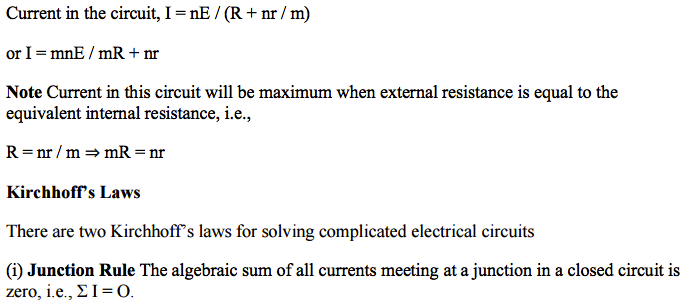 Current in the circuit, I = nE / (R + nr / m)
or I = mnE / mR + nr
Note Current in this circuit will be maximum when external resistance is equal to the
equivalent internal resistance, i.e.,
R = nr / m ⇒ mR = nr
Kirchhoff's Laws
There are two Kirchhoff's laws for solving complicated electrical circuits
(i) Junction Rule The algebraic sum of all currents meeting at a junction in a closed circuit is
zero, i.e., Σ I = O.